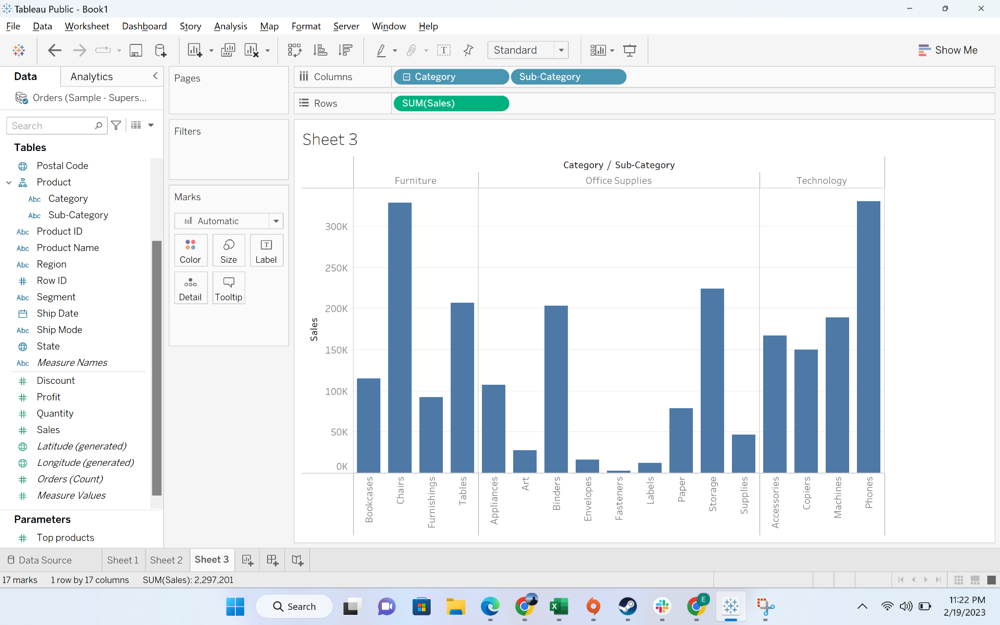 Tableau Public - Book1
File Data Worksheet Dashboard Story Analysis Map Format Server Window Help
Standard
Show Me
Data
Analytics
Orders (Sample - Supers...
Search
Tables
Postal Code
Product
Abc Category
Abc Sub-Category
Abc Product ID
Abc Product Name
Abc Region
# Row ID
Abc Segment
Ship Date
Abc Ship Mode
State
Abc Measure Names
# Discount
# Profit
# Quantity
# Sales
Latitude (generated)
Longitude (generated)
# Orders (Count)
# Measure Values
Parameters
# Top products
Pages
Filters
Marks
Automatic
Color Size Label
Detail Tooltip
Columns Category Sub-Category
Rows SUM(Sales)
Sheet 3
Category / Sub-Category
Furniture Office Supplies Technology
Sales
300K
250K
200K
150K
100K
50K
0K
Bookcases
Chairs
Furnishings
Tables
Appliances
Art
Binders
Envelopes
Fasteners
Labels
Paper
Storage
Supplies
Accessories
Copiers
Machines
Phones
Data Source Sheet 1 Sheet 2 Sheet 3
17 marks 1 row by 17 columns SUM(Sales): 2,297,201
Search
E
11:22 PM
2/19/2023